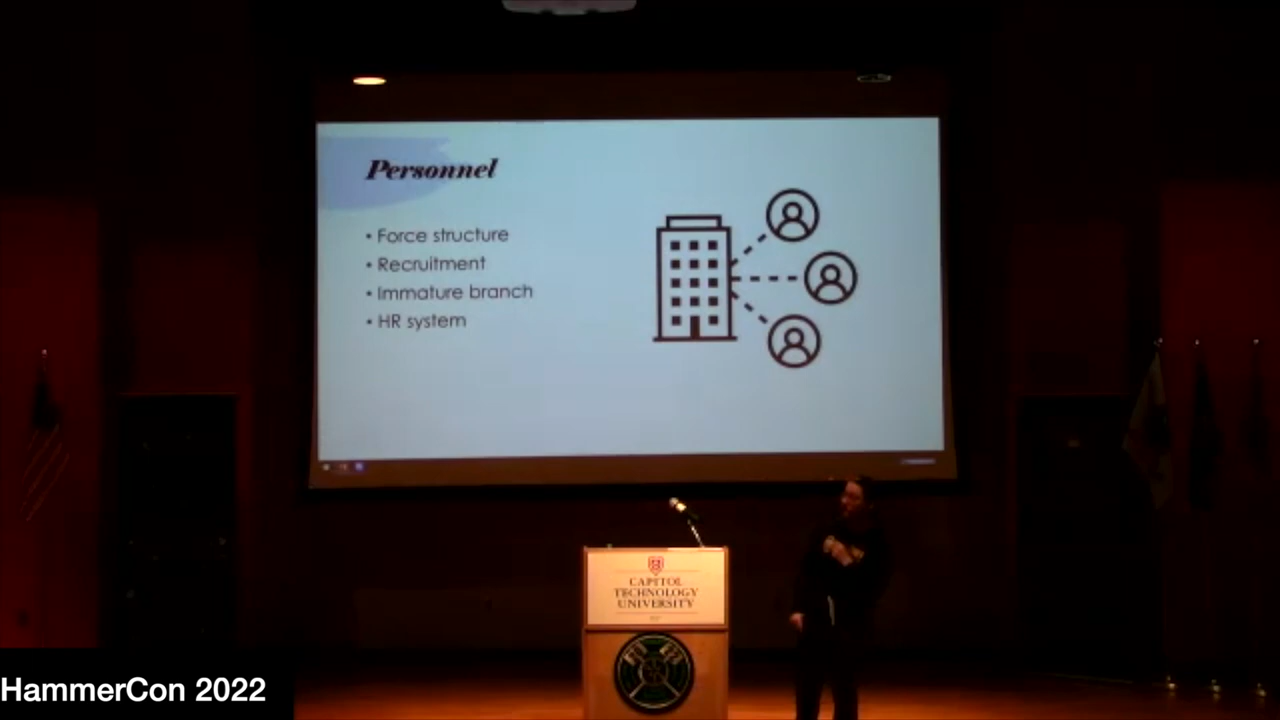 Personnel
• Force structure
• Recruitment
• Immature branch
• HR system
CAPITOL
TECHNOLOGY
UNIVERSITY
HammerCon 2022